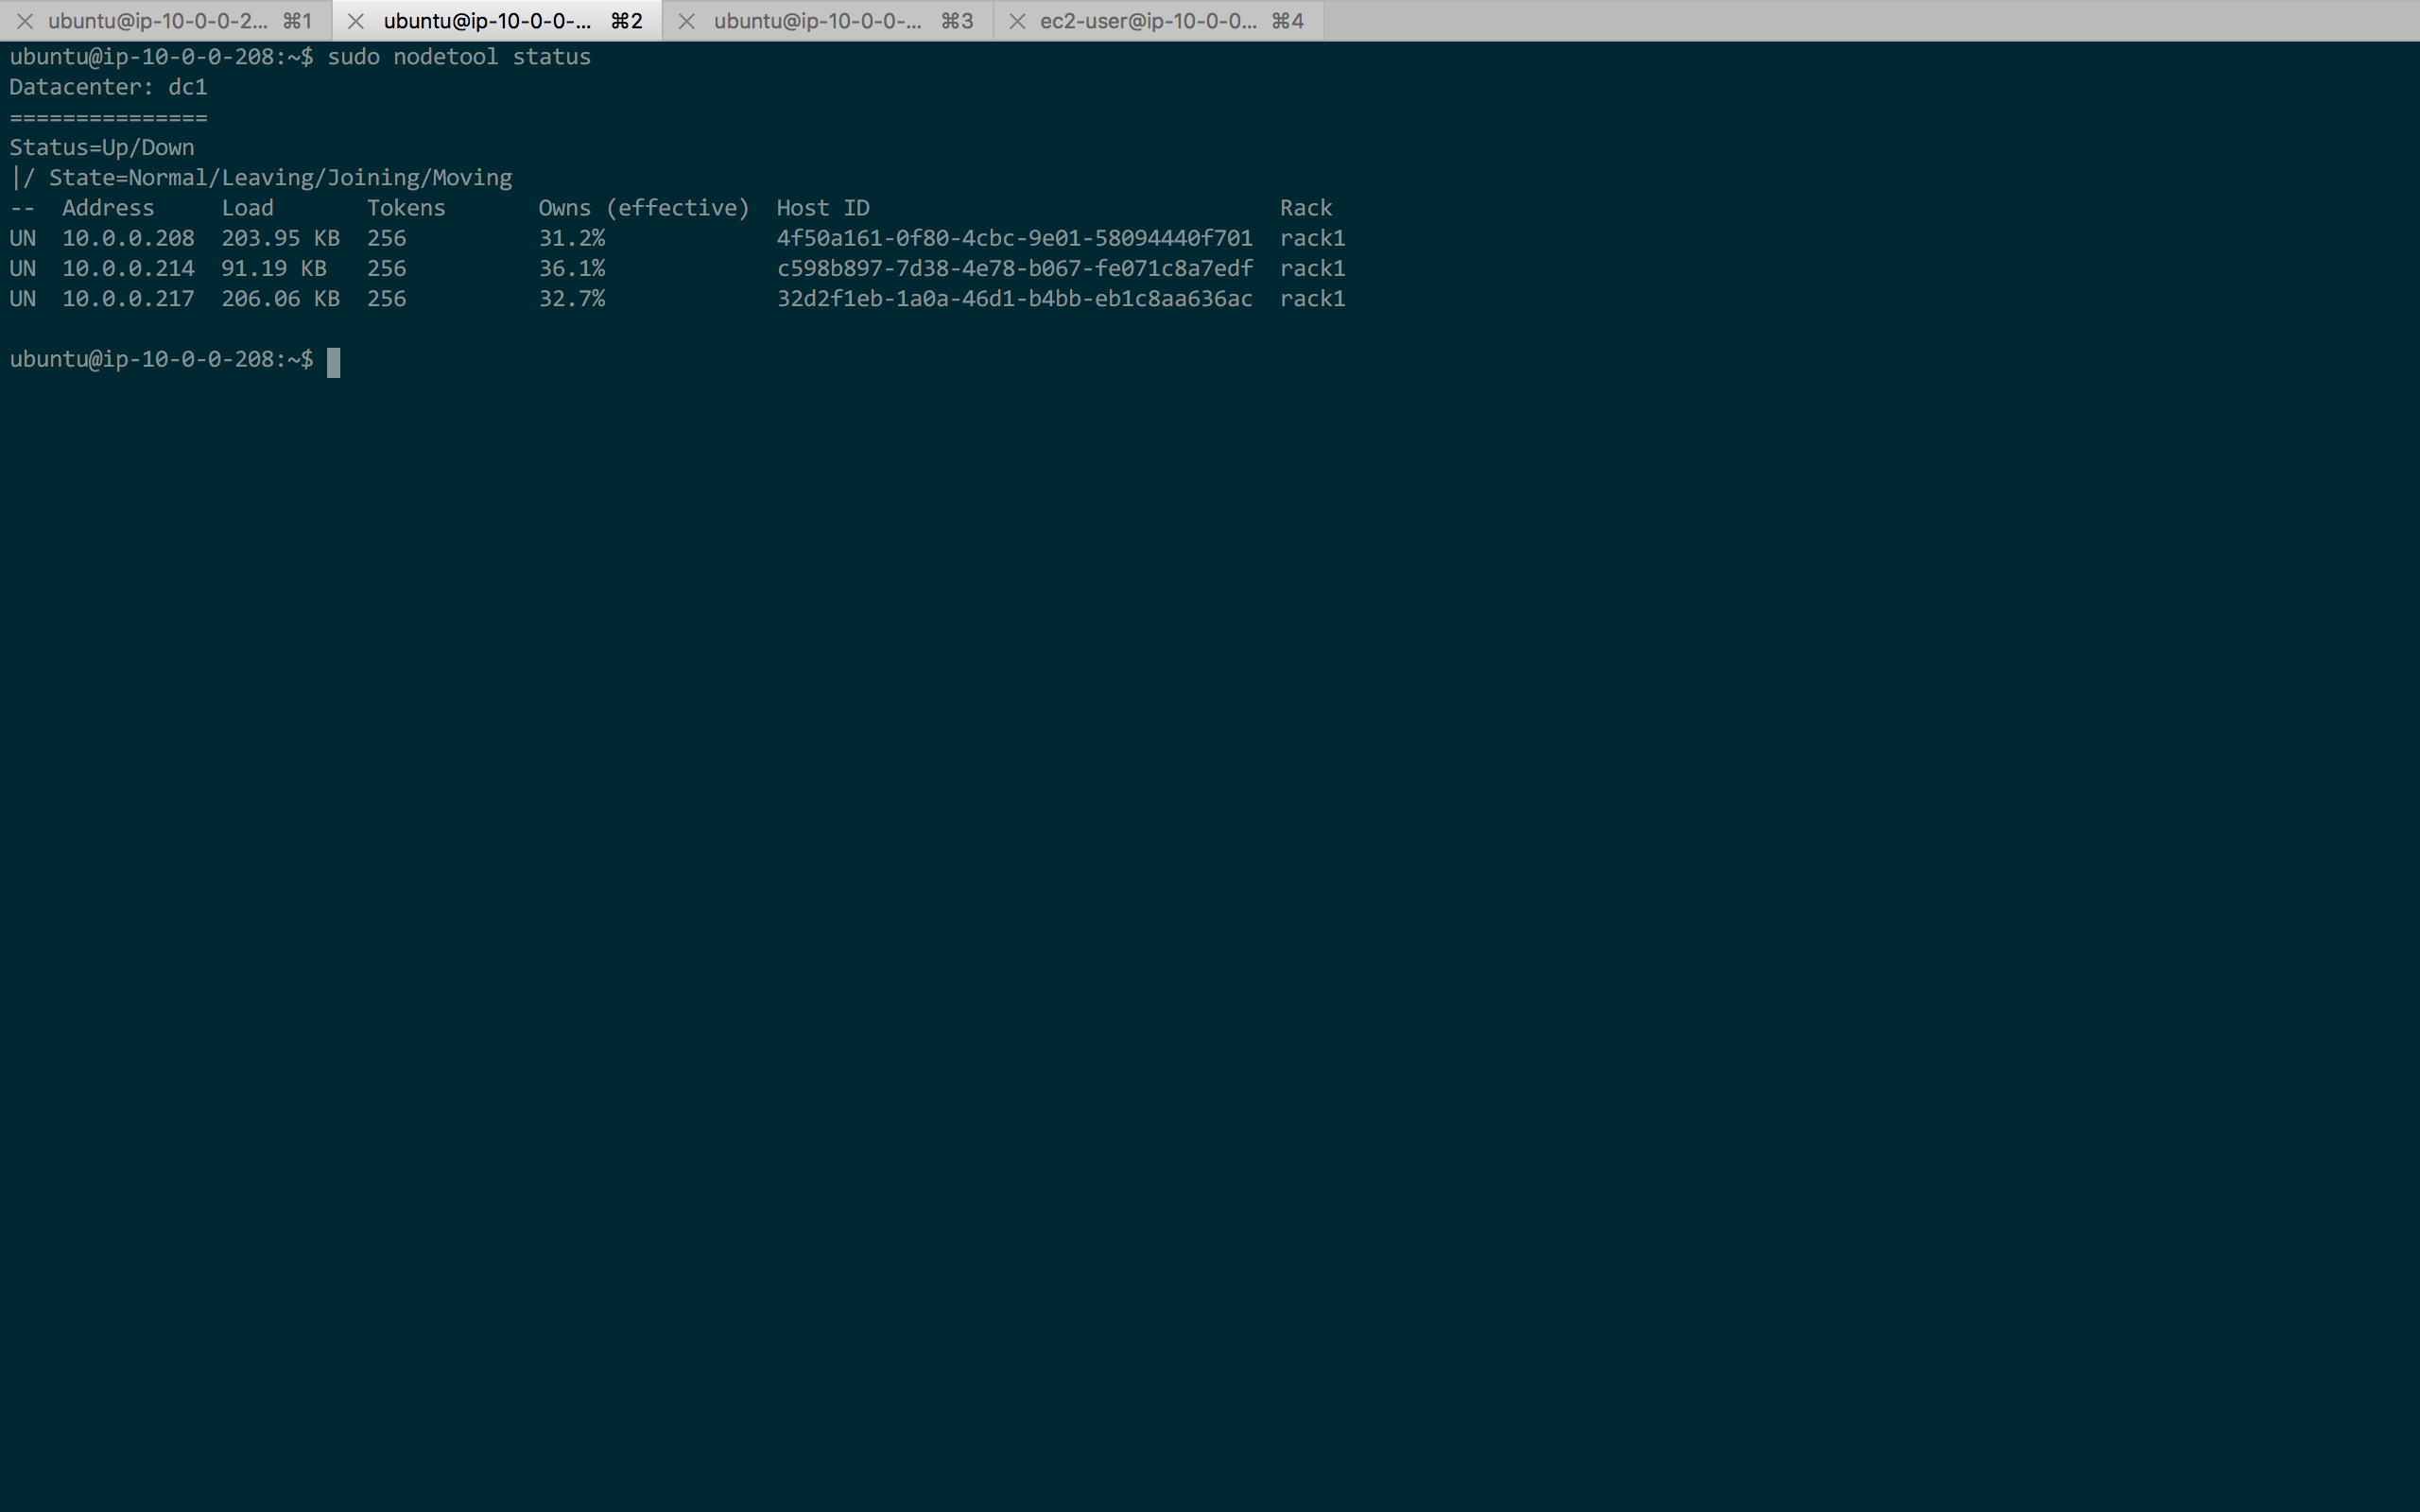 ubuntu@ip-10-0-0-2... ⌘1 ubuntu@ip-10-0-0-... ⌘2 ubuntu@ip-10-0-0-... ⌘3 ec2-user@ip-10-0-0... ⌘4
ubuntu@ip-10-0-0-208:~$ sudo nodetool status
Datacenter: dc1
===============
Status=Up/Down
|/ State=Normal/Leaving/Joining/Moving
--  Address     Load       Tokens       Owns (effective)  Host ID                               Rack
UN  10.0.0.208  203.95 KB  256          31.2%             4f50a161-0f80-4cbc-9e01-58094440f701  rack1
UN  10.0.0.214  91.19 KB   256          36.1%             c598b897-7d38-4e78-b067-fe071c8a7edf  rack1
UN  10.0.0.217  206.06 KB  256          32.7%             32d2f1eb-1a0a-46d1-b4bb-eb1c8aa636ac  rack1
ubuntu@ip-10-0-0-208:~$